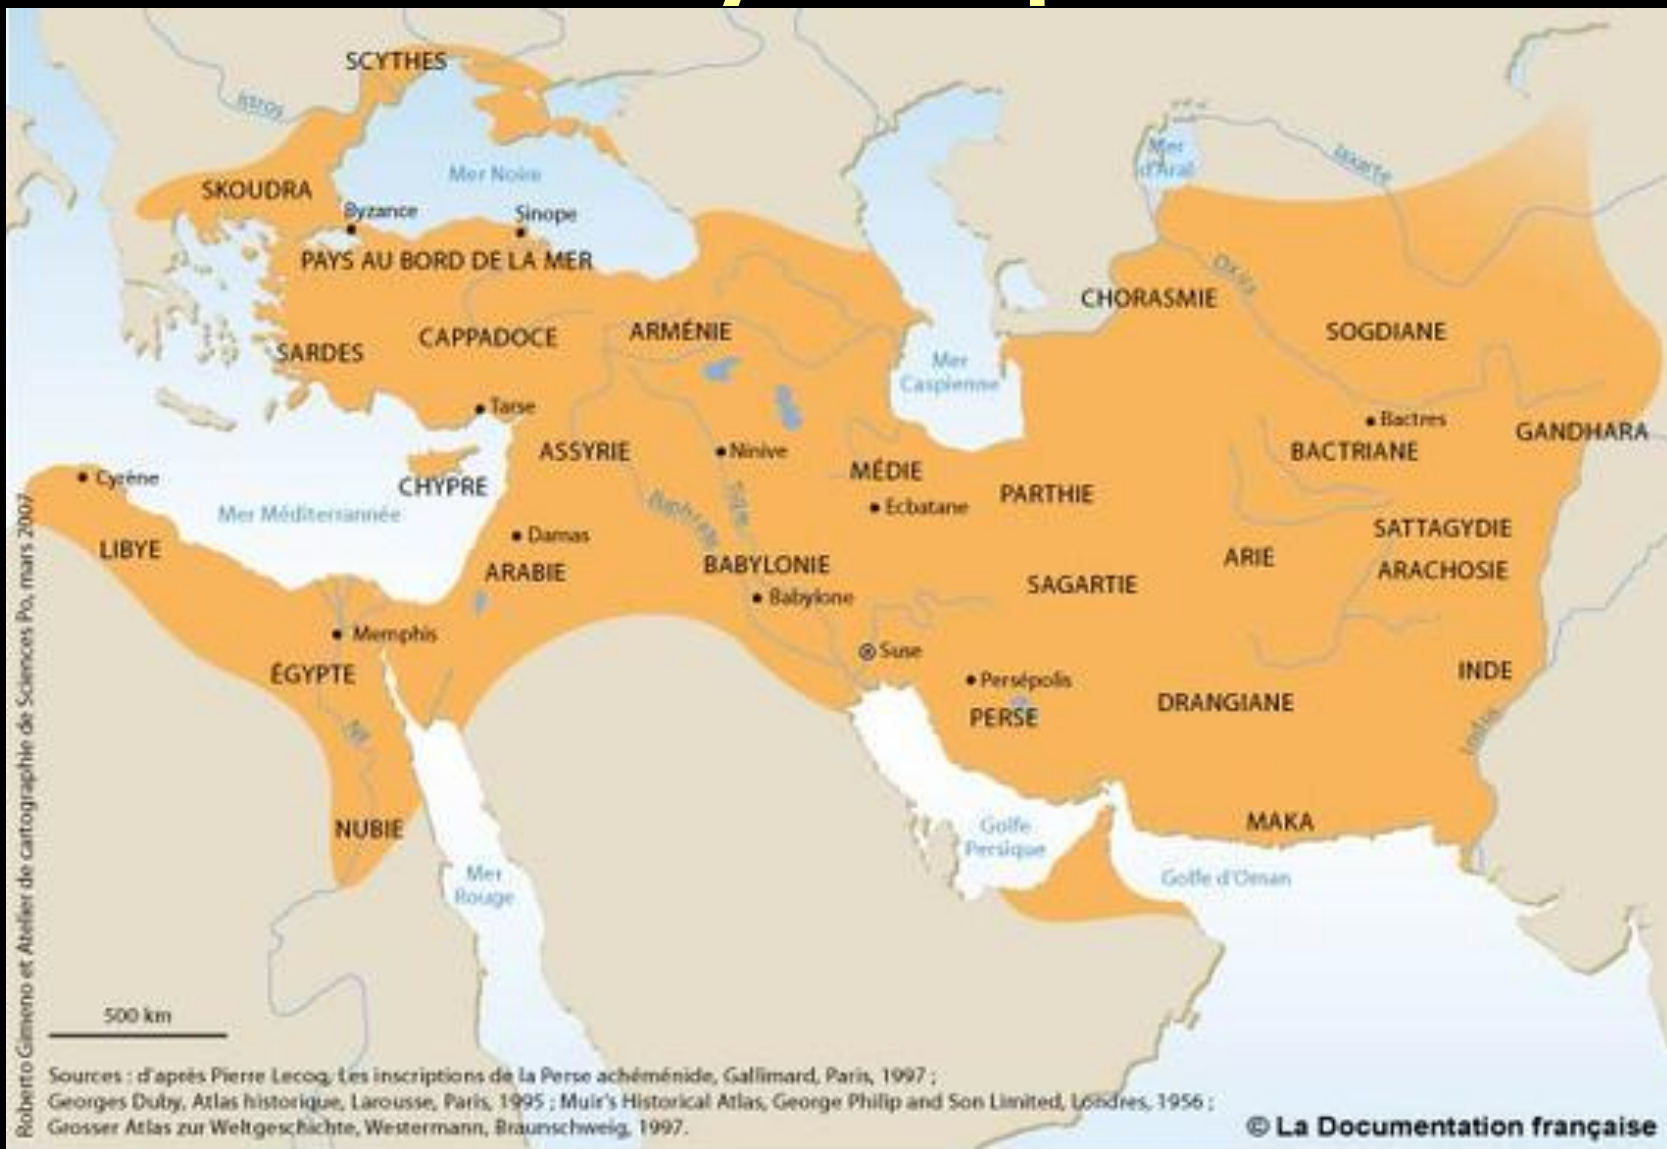 SCYTHES
Istros
Mer Noire
SKOUDRA
Byzance
Sinope
PAYS AU BORD DE LA MER
Mer
d'Aral
Iaxarte
Oxus
CHORASMIE
SOGDIANE
CAPPADOCE
ARMÉNIE
SARDES
Mer
Caspienne
Tarse
Bactres
BACTRIANE
GANDHARA
ASSYRIE
Ninive
MÉDIE
Ecbatane
PARTHIE
Cyrène
CHYPRE
Mer Méditerrannée
Tigre
Euphrate
LIBYE
Damas
ARABIE
BABYLONIE
Babylone
SAGARTIE
ARIE
SATTAGYDIE
ARACHOSIE
Memphis
ÉGYPTE
Suse
Persépolis
PERSE
DRANGIANE
INDE
Indus
Nil
NUBIE
MAKA
Golfe
Persique
Golfe d'Oman
Mer
Rouge
500 km
Sources : d'après Pierre Lecoq, Les inscriptions de la Perse achéménide, Gallimard, Paris, 1997 ;
Georges Duby, Atlas historique, Larousse, Paris, 1995 ; Muir's Historical Atlas, George Philip and Son Limited, Londres, 1956 ;
Grosser Atlas zur Weltgeschichte, Westermann, Braunschweig, 1997.
© La Documentation française
Roberto Gimeno et Atelier de cartographie de Sciences Po, mars 2007